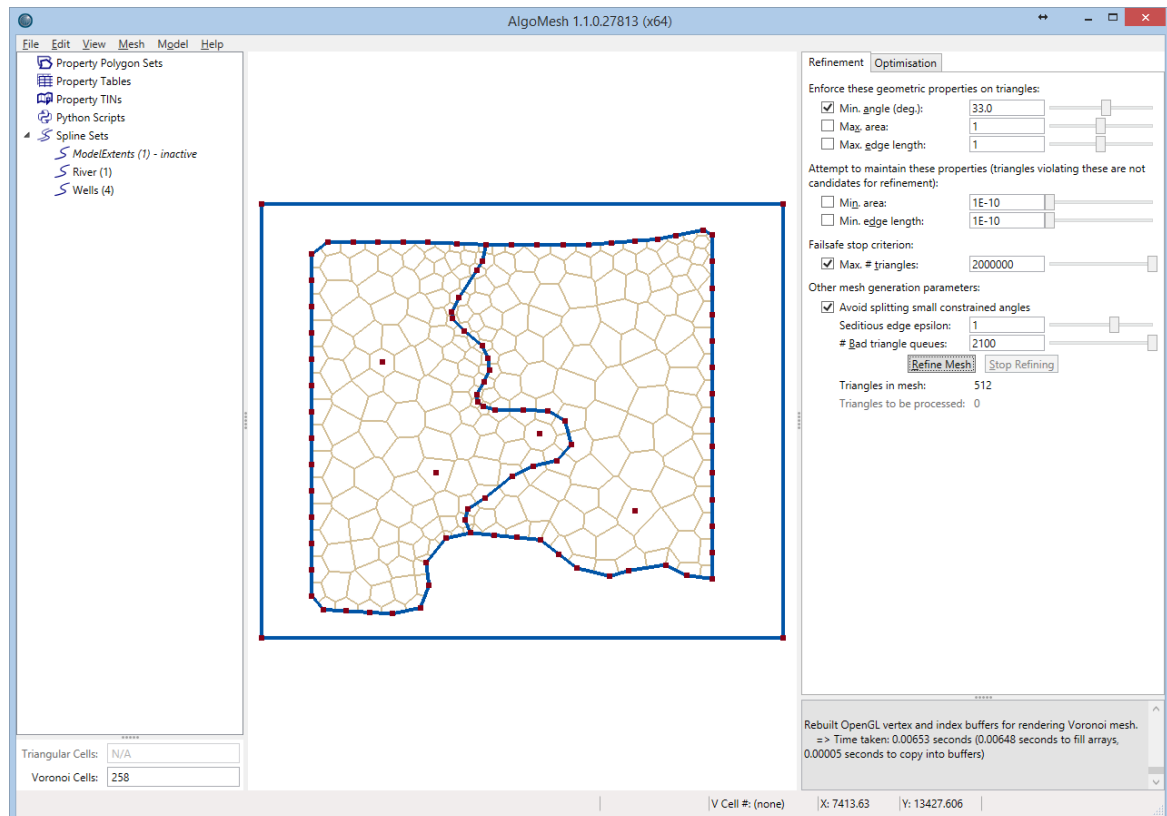 AlgoMesh 1.1.0.27813 (x64)
File Edit View Mesh Model Help
Property Polygon Sets
Property Tables
Property TINs
Python Scripts
Spline Sets
ModelExtents (1) - inactive
River (1)
Wells (4)
Triangular Cells: N/A
Voronoi Cells: 258
Refinement Optimisation
Enforce these geometric properties on triangles:
Min. angle (deg.): 33.0
Max. area: 1
Max. edge length: 1
Attempt to maintain these properties (triangles violating these are not
candidates for refinement):
Min. area: 1E-10
Min. edge length: 1E-10
Failsafe stop criterion:
Max. # triangles: 2000000
Other mesh generation parameters:
Avoid splitting small constrained angles
Seditious edge epsilon: 1
# Bad triangle queues: 2100
Refine Mesh Stop Refining
Triangles in mesh: 512
Triangles to be processed: 0
Rebuilt OpenGL vertex and index buffers for rendering Voronoi mesh.
=> Time taken: 0.00653 seconds (0.00648 seconds to fill arrays,
0.00005 seconds to copy into buffers)
V Cell #: (none) X: 7413.63 Y: 13427.606